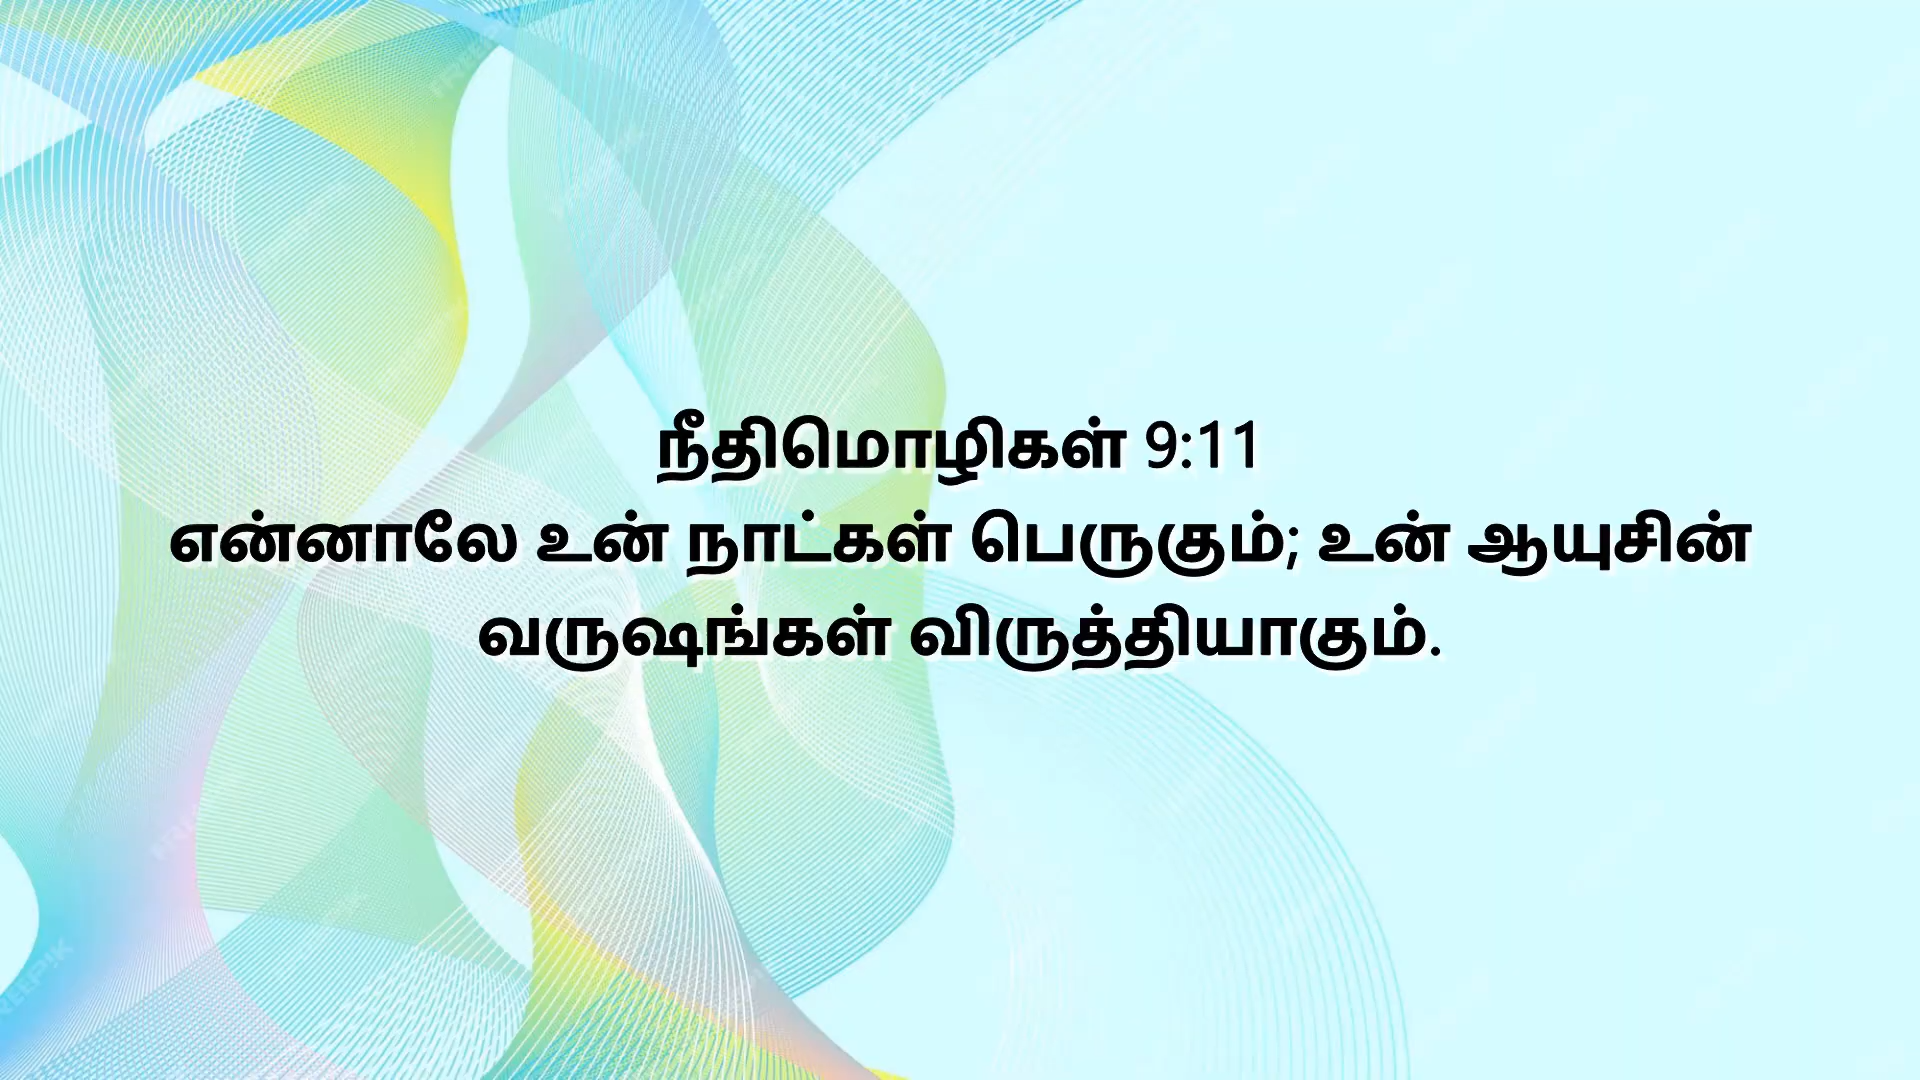 நீதிமொழிகள் 9:11
என்னாலே உன் நாட்கள் பெருகும்; உன் ஆயுசின்
வருஷங்கள் விருத்தியாகும்.